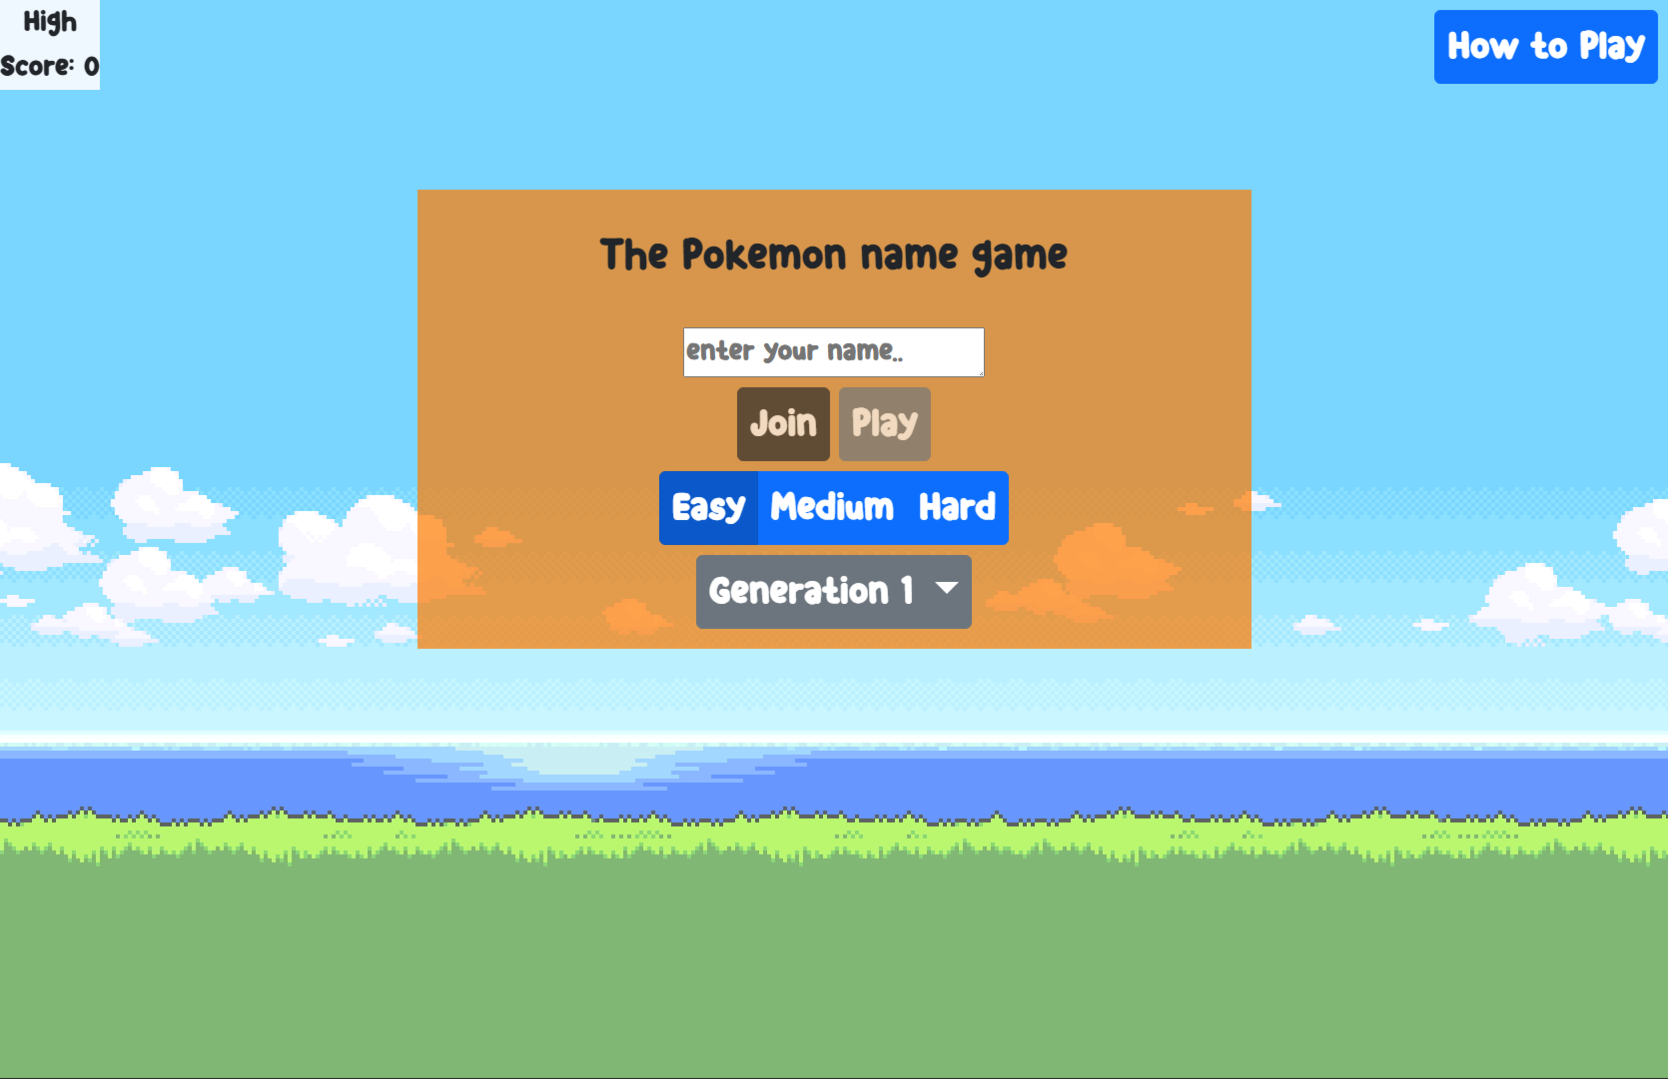 High
Score: 0
How to Play
The Pokemon name game
enter your name..
Join Play
Easy Medium Hard
Generation 1